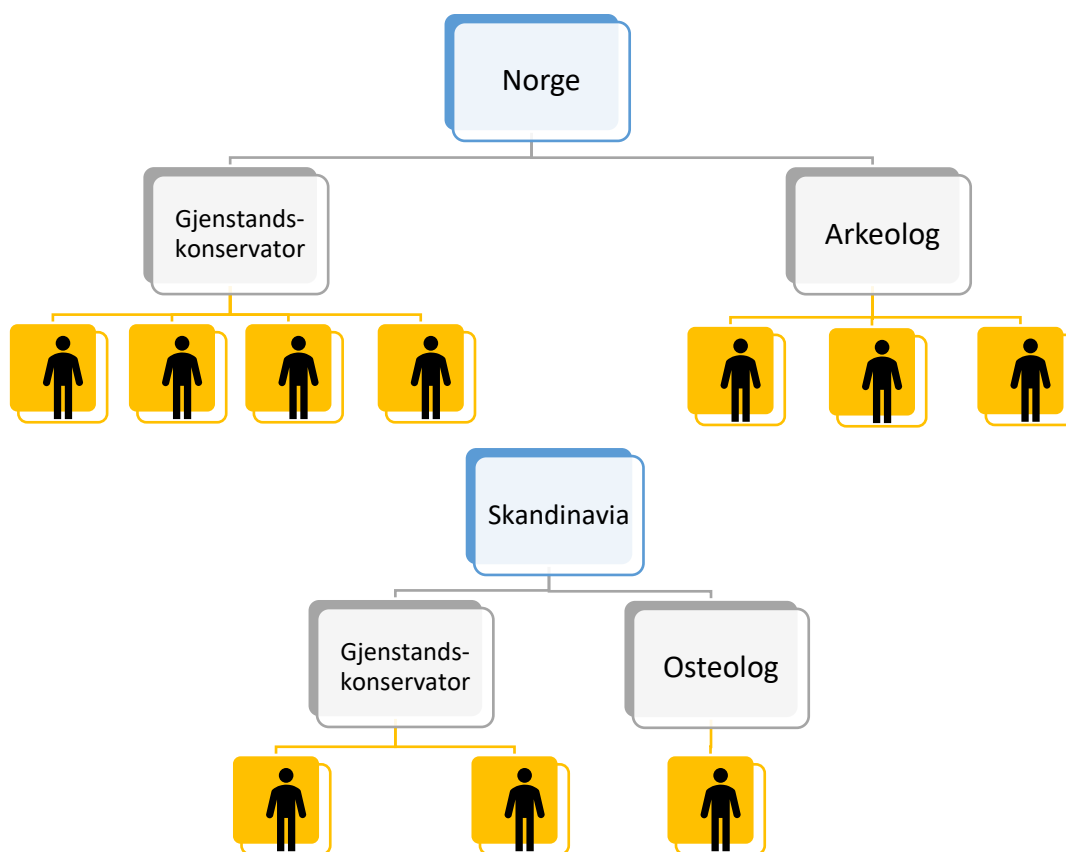 Norge
Gjenstands-
konservator
Arkeolog
Skandinavia
Gjenstands-
konservator
Osteolog